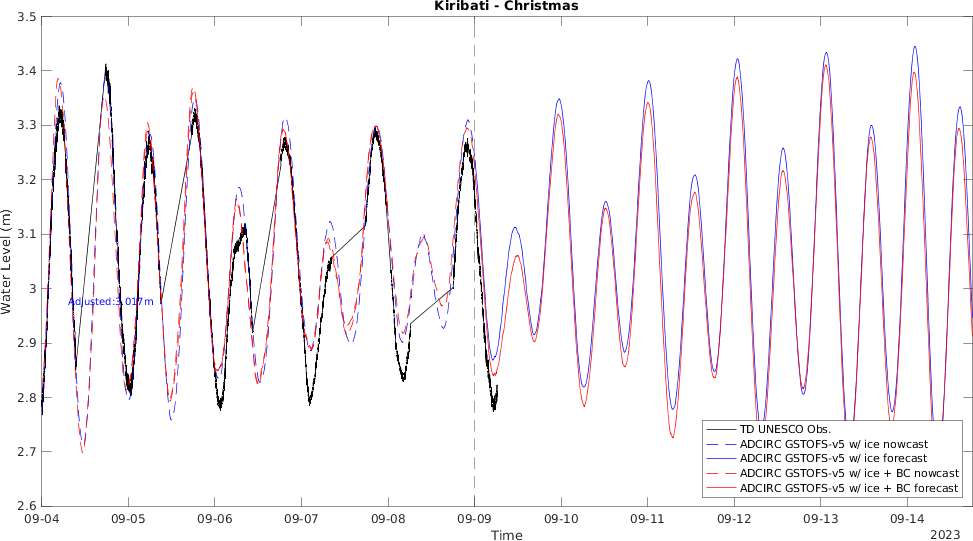 Kiribati - Christmas
3.5
3.4
3.3
3.2
3.1
3
2.9
2.8
2.7
2.6
Water Level (m)
Adjusted:3.017m
TD UNESCO Obs.
ADCIRC GSTOFS-v5 w/ ice nowcast
ADCIRC GSTOFS-v5 w/ ice forecast
ADCIRC GSTOFS-v5 w/ ice + BC nowcast
ADCIRC GSTOFS-v5 w/ ice + BC forecast
09-04 09-05 09-06 09-07 09-08 09-09 09-10 09-11 09-12 09-13 09-14
Time
2023